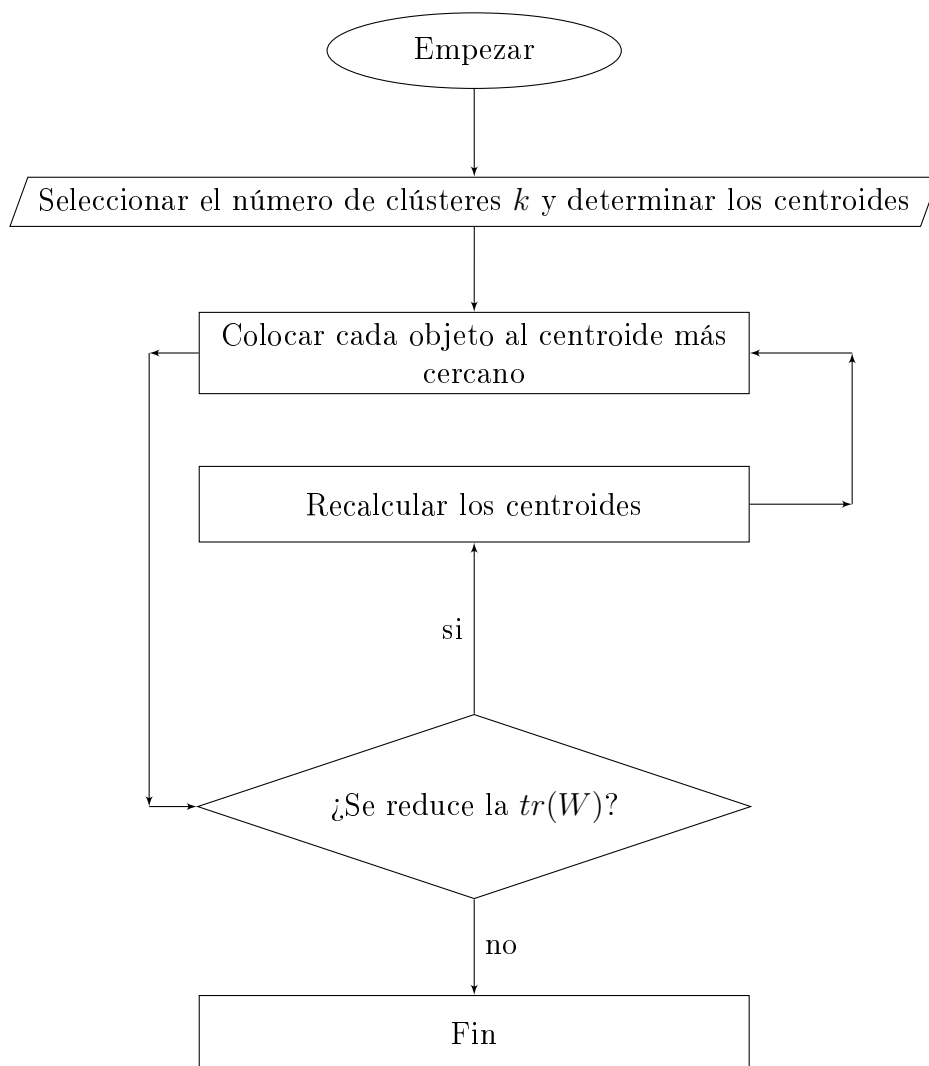 Empezar
Seleccionar el número de clústeres k y determinar los centroides
Colocar cada objeto al centroide más
cercano
Recalcular los centroides
si
¿Se reduce la tr(W)?
no
Fin